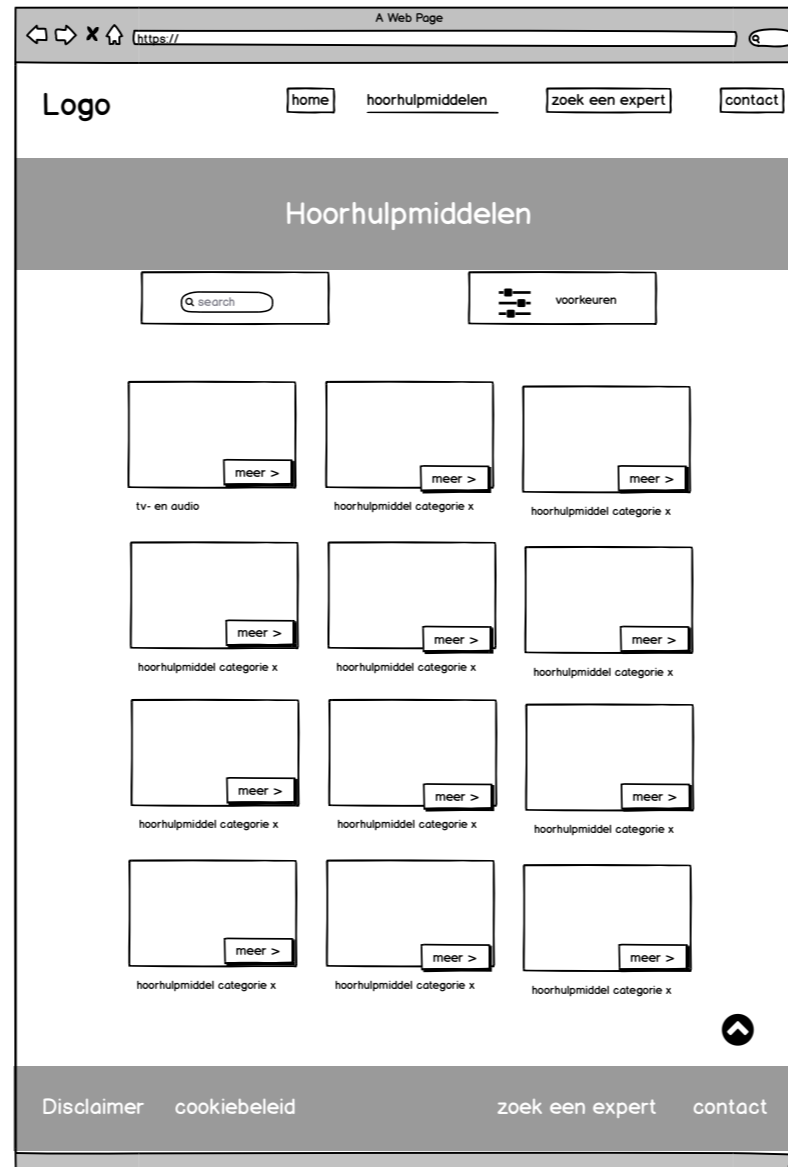 A Web Page
https://
Logo
home hoorhulpmiddelen zoek een expert contact
Hoorhulpmiddelen
search voorkeuren
meer > meer > meer >
tv- en audio hoorhulpmiddel categorie x hoorhulpmiddel categorie x
meer > meer > meer >
hoorhulpmiddel categorie x hoorhulpmiddel categorie x hoorhulpmiddel categorie x
meer > meer > meer >
hoorhulpmiddel categorie x hoorhulpmiddel categorie x hoorhulpmiddel categorie x
meer > meer > meer >
hoorhulpmiddel categorie x hoorhulpmiddel categorie x hoorhulpmiddel categorie x
Disclaimer cookiebeleid zoek een expert contact